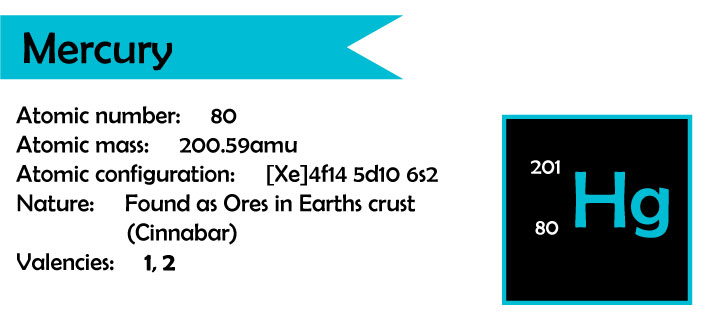 Mercury
Atomic number: 80
Atomic mass: 200.59amu
Atomic configuration: [Xe]4f14 5d10 6s2
Nature: Found as Ores in Earths crust
(Cinnabar)
Valencies: 1, 2
201
Hg
80